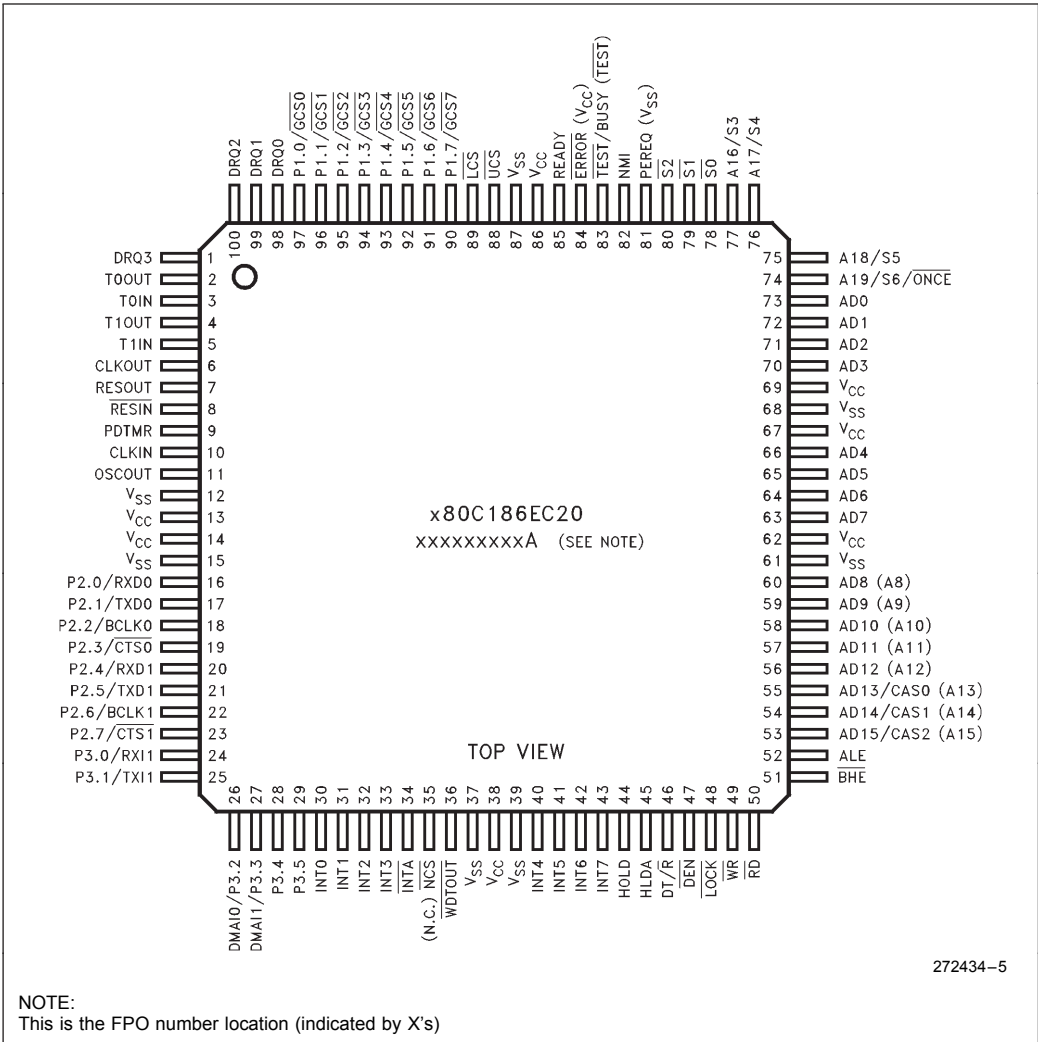 DRQ2
DRQ1
DRQ0
P1.0/GCS0
P1.1/GCS1
P1.2/GCS2
P1.3/GCS3
P1.4/GCS4
P1.5/GCS5
P1.6/GCS6
P1.7/GCS7
LCS
UCS
VSS
VCC
READY
ERROR (VCC)
TEST/BUSY (TEST)
NMI
PEREQ (VSS)
S2
S1
S0
A16/S3
A17/S4
100
99
98
97
96
95
94
93
92
91
90
89
88
87
86
85
84
83
82
81
80
79
78
77
76
DRQ3 1
T0OUT 2
T0IN 3
T1OUT 4
T1IN 5
CLKOUT 6
RESOUT 7
RESIN 8
PDTMR 9
CLKIN 10
OSCOUT 11
VSS 12
VCC 13
VCC 14
VSS 15
P2.0/RXD0 16
P2.1/TXD0 17
P2.2/BCLK0 18
P2.3/CTS0 19
P2.4/RXD1 20
P2.5/TXD1 21
P2.6/BCLK1 22
P2.7/CTS1 23
P3.0/RXI1 24
P3.1/TXI1 25
x80C186EC20
xxxxxxxxxA (SEE NOTE)
TOP VIEW
75 A18/S5
74 A19/S6/ONCE
73 AD0
72 AD1
71 AD2
70 AD3
69 VCC
68 VSS
67 VCC
66 AD4
65 AD5
64 AD6
63 AD7
62 VCC
61 VSS
60 AD8 (A8)
59 AD9 (A9)
58 AD10 (A10)
57 AD11 (A11)
56 AD12 (A12)
55 AD13/CAS0 (A13)
54 AD14/CAS1 (A14)
53 AD15/CAS2 (A15)
52 ALE
51 BHE
26
27
28
29
30
31
32
33
34
35
36
37
38
39
40
41
42
43
44
45
46
47
48
49
50
DMAI0/P3.2
DMAI1/P3.3
P3.4
P3.5
INT0
INT1
INT2
INT3
INTA
(N.C.) NCS
WDTOUT
VSS
VCC
VSS
INT4
INT5
INT6
INT7
HOLD
HLDA
DT/R
DEN
LOCK
WR
RD
272434–5
NOTE:
This is the FPO number location (indicated by X's)